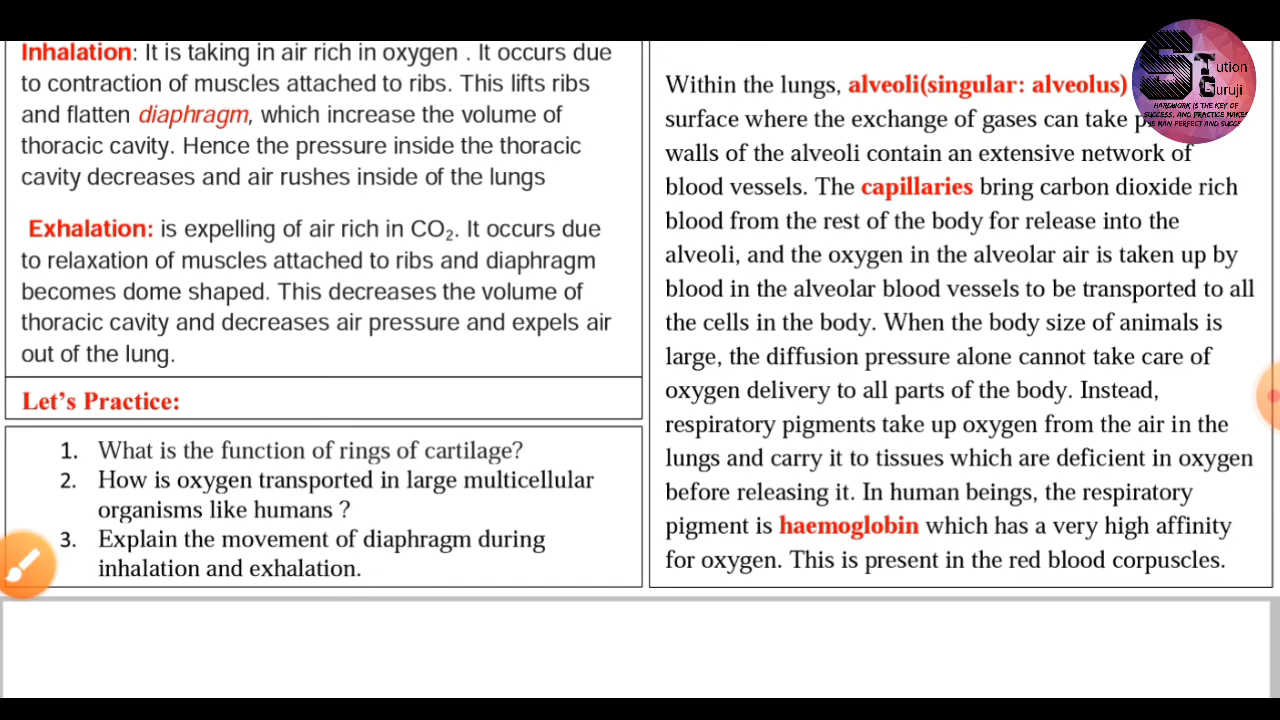 Inhalation: It is taking in air rich in oxygen . It occurs due
to contraction of muscles attached to ribs. This lifts ribs
and flatten diaphragm, which increase the volume of
thoracic cavity. Hence the pressure inside the thoracic
cavity decreases and air rushes inside of the lungs
Exhalation: is expelling of air rich in CO₂. It occurs due
to relaxation of muscles attached to ribs and diaphragm
becomes dome shaped. This decreases the volume of
thoracic cavity and decreases air pressure and expels air
out of the lung.
Let's Practice:
1. What is the function of rings of cartilage?
2. How is oxygen transported in large multicellular
organisms like humans ?
3. Explain the movement of diaphragm during
inhalation and exhalation.
Within the lungs, alveoli(singular: alveolus)
surface where the exchange of gases can take
walls of the alveoli contain an extensive network of
blood vessels. The capillaries bring carbon dioxide rich
blood from the rest of the body for release into the
alveoli, and the oxygen in the alveolar air is taken up by
blood in the alveolar blood vessels to be transported to all
the cells in the body. When the body size of animals is
large, the diffusion pressure alone cannot take care of
oxygen delivery to all parts of the body. Instead,
respiratory pigments take up oxygen from the air in the
lungs and carry it to tissues which are deficient in oxygen
before releasing it. In human beings, the respiratory
pigment is haemoglobin which has a very high affinity
for oxygen. This is present in the red blood corpuscles.
S Tution
Guruji
HARDWORK IS THE KEY OF
SUCCESS, AND PRACTICE MAKES
MAN PERFECT AND